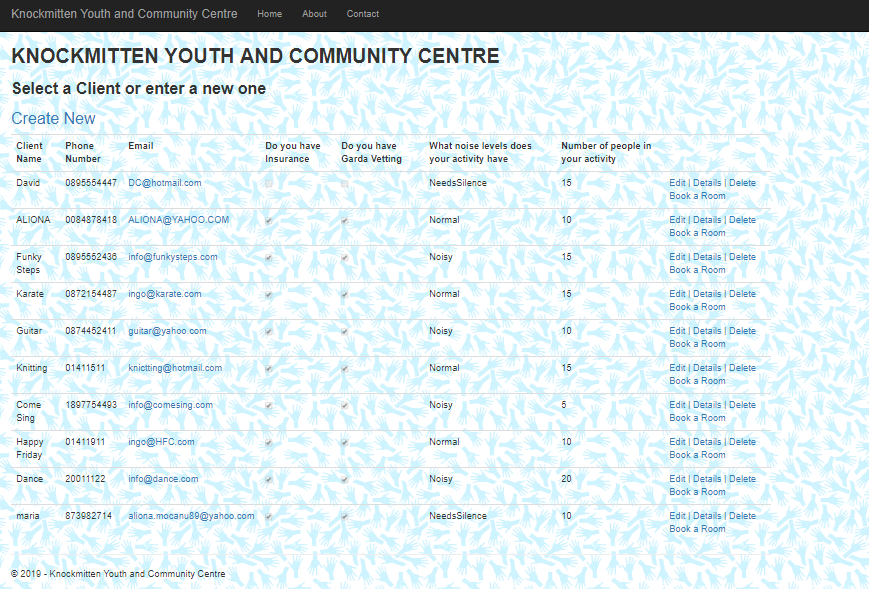 Knockmitten Youth and Community Centre Home About Contact
KNOCKMITTEN YOUTH AND COMMUNITY CENTRE
Select a Client or enter a new one
Create New
Client Phone Email Do you have Do you have What noise levels does Number of people in
Name Number Insurance Garda Vetting your activity have your activity
David 0895554447 DC@hotmail.com NeedsSilence 15 Edit | Details | Delete
Book a Room
ALIONA 0084878418 ALIONA@YAHOO.COM Normal 10 Edit | Details | Delete
Book a Room
Funky 0895552436 info@funkysteps.com Noisy 15 Edit | Details | Delete
Steps Book a Room
Karate 0872154487 ingo@karate.com Normal 15 Edit | Details | Delete
Book a Room
Guitar 0874452411 guitar@yahoo.com Noisy 10 Edit | Details | Delete
Book a Room
Knitting 01411511 knictting@hotmail.com Normal 15 Edit | Details | Delete
Book a Room
Come 1897754493 info@comesing.com Noisy 5 Edit | Details | Delete
Sing Book a Room
Happy 01411911 ingo@HFC.com Normal 10 Edit | Details | Delete
Friday Book a Room
Dance 20011122 info@dance.com Noisy 20 Edit | Details | Delete
Book a Room
maria 873982714 aliona.mocanu89@yahoo.com NeedsSilence 10 Edit | Details | Delete
Book a Room
© 2019 - Knockmitten Youth and Community Centre